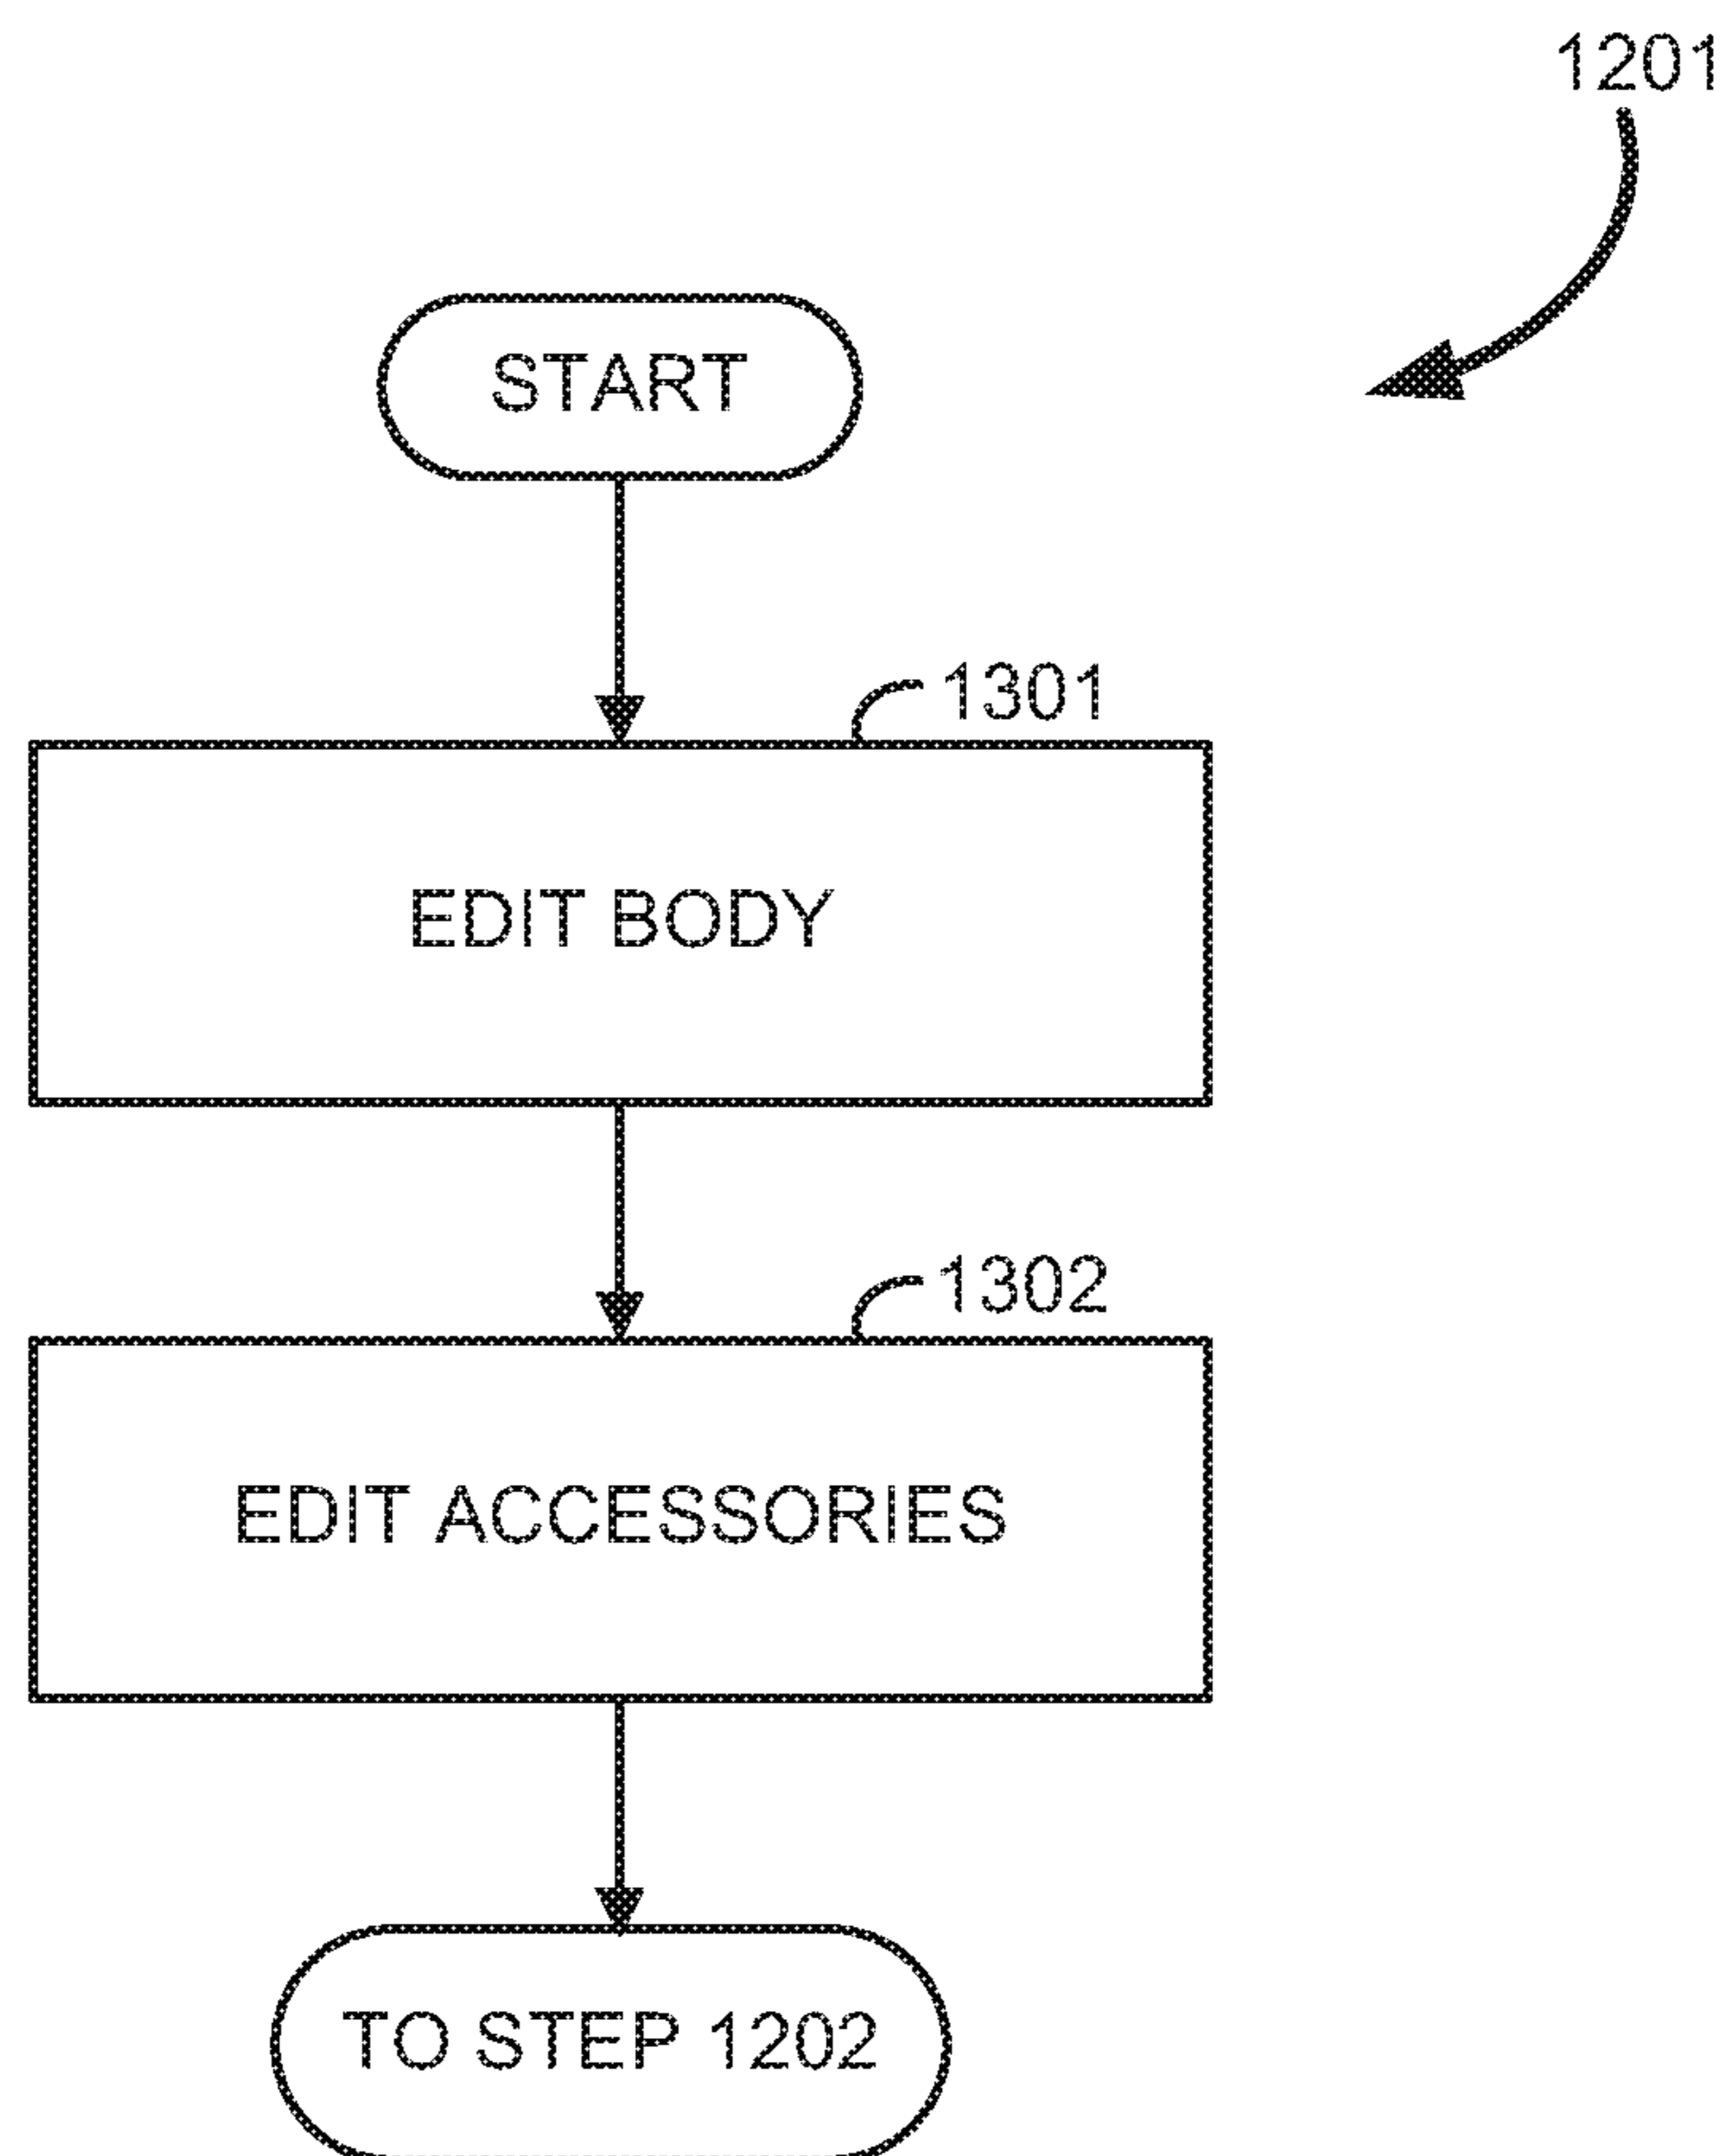 1201
START
1301
EDIT BODY
1302
EDIT ACCESSORIES
TO STEP 1202